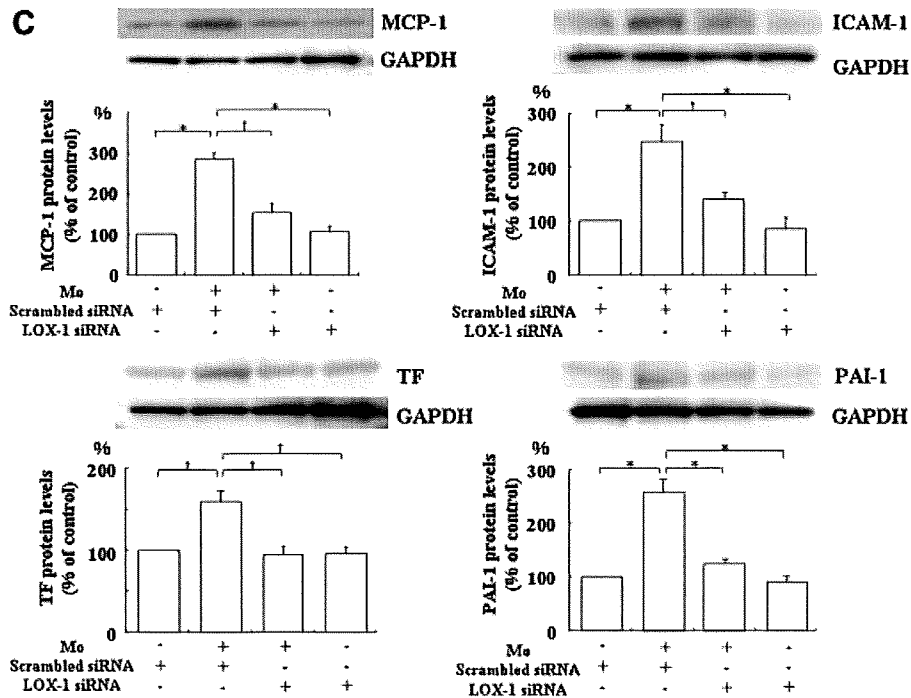 C
MCP-1
GAPDH
%
300
200
100
0
MCP-1 protein levels
(% of control)
* † *
Mo - + + -
Scrambled siRNA + + - -
LOX-1 siRNA - - + +
ICAM-1
GAPDH
%
300
200
100
0
ICAM-1 protein levels
(% of control)
* † *
Mo - + + -
Scrambled siRNA + + - -
LOX-1 siRNA - - + +
TF
GAPDH
%
200
100
0
TF protein levels
(% of control)
† † †
Mo - + + -
Scrambled siRNA + + - -
LOX-1 siRNA - - + +
PAI-1
GAPDH
%
300
200
100
0
PAI-1 protein levels
(% of control)
* * *
Mo - + + -
Scrambled siRNA + + - -
LOX-1 siRNA - - + +